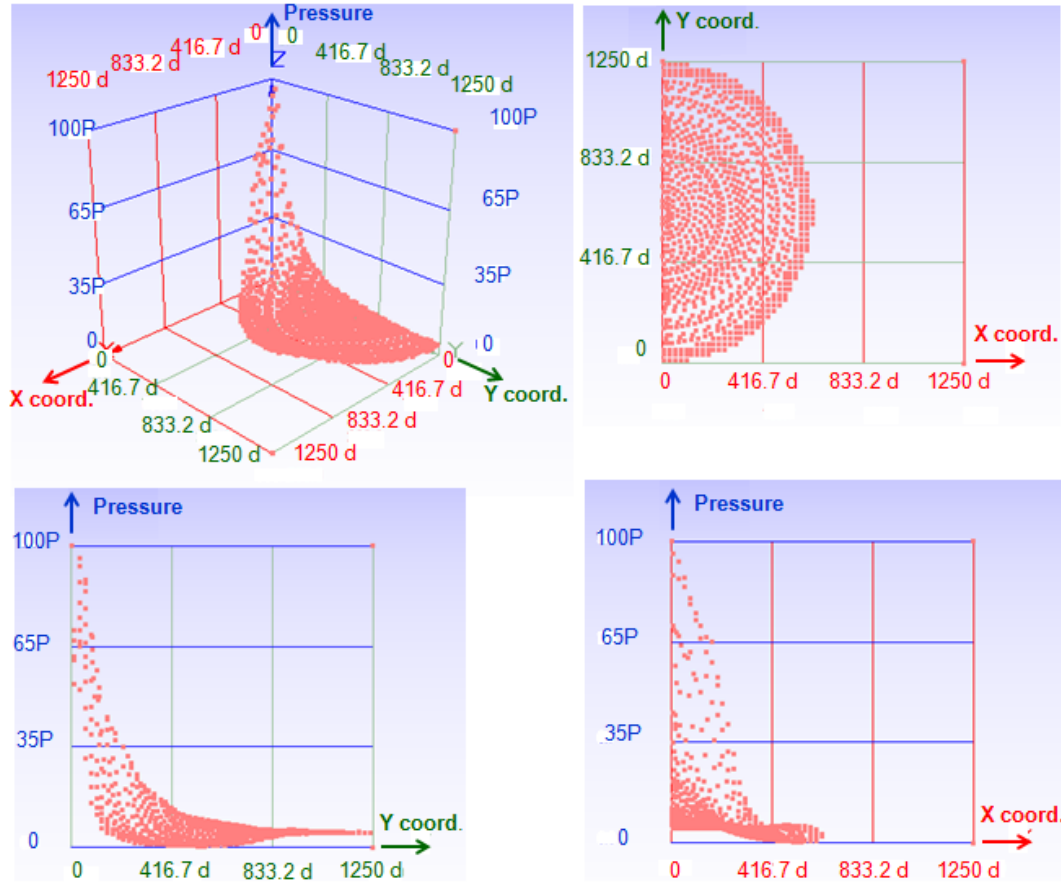 Pressure
0
0
416.7 d
416.7 d
833.2 d
833.2 d
1250 d
1250 d
Z
100P
100P
65P
65P
35P
35P
0
0
Y
0
0
X coord.
Y coord.
416.7 d
416.7 d
833.2 d
833.2 d
1250 d
1250 d
Y coord.
1250 d
833.2 d
416.7 d
0
X coord.
0
416.7 d
833.2 d
1250 d
Pressure
100P
65P
35P
0
Y coord.
0
416.7 d
833.2 d
1250 d
Pressure
100P
65P
35P
0
X coord.
0
416.7 d
833.2 d
1250 d